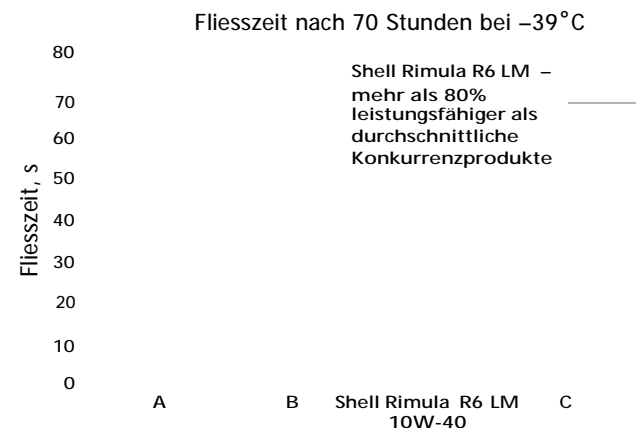 Fliesszeit nach 70 Stunden bei –39°C
80
70
60
50
40
30
20
10
0
Fliesszeit, s
Shell Rimula R6 LM –
mehr als 80%
leistungsfähiger als
durchschnittliche
Konkurrenzprodukte
A
B
Shell Rimula R6 LM
10W-40
C